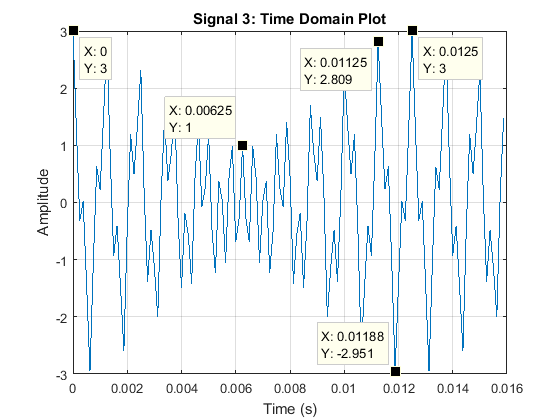 Signal 3: Time Domain Plot
X: 0
Y: 3
X: 0.00625
Y: 1
X: 0.01125
Y: 2.809
X: 0.0125
Y: 3
X: 0.01188
Y: -2.951
3
2
1
0
-1
-2
-3
Amplitude
0
0.002
0.004
0.006
0.008
0.01
0.012
0.014
0.016
Time (s)